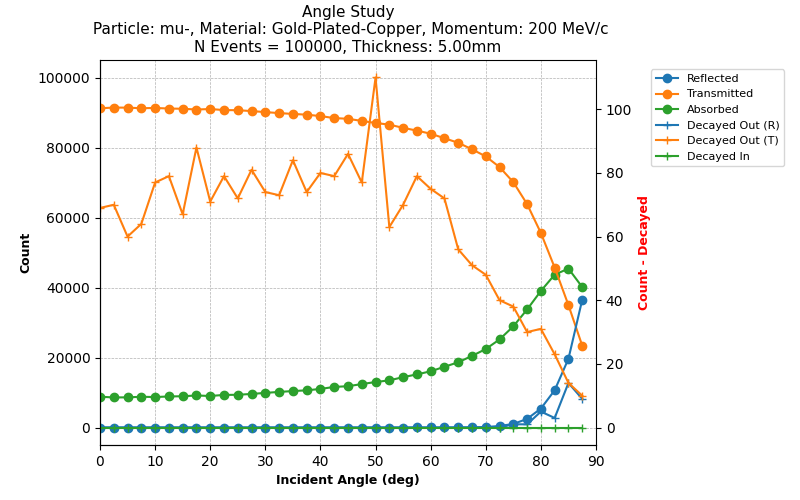 Angle Study
Particle: mu-, Material: Gold-Plated-Copper, Momentum: 200 MeV/c
N Events = 100000, Thickness: 5.00mm
100000
80000
60000
40000
20000
0
Count
0 10 20 30 40 50 60 70 80 90
Incident Angle (deg)
100
80
60
40
20
0
Count - Decayed
Reflected
Transmitted
Absorbed
Decayed Out (R)
Decayed Out (T)
Decayed In